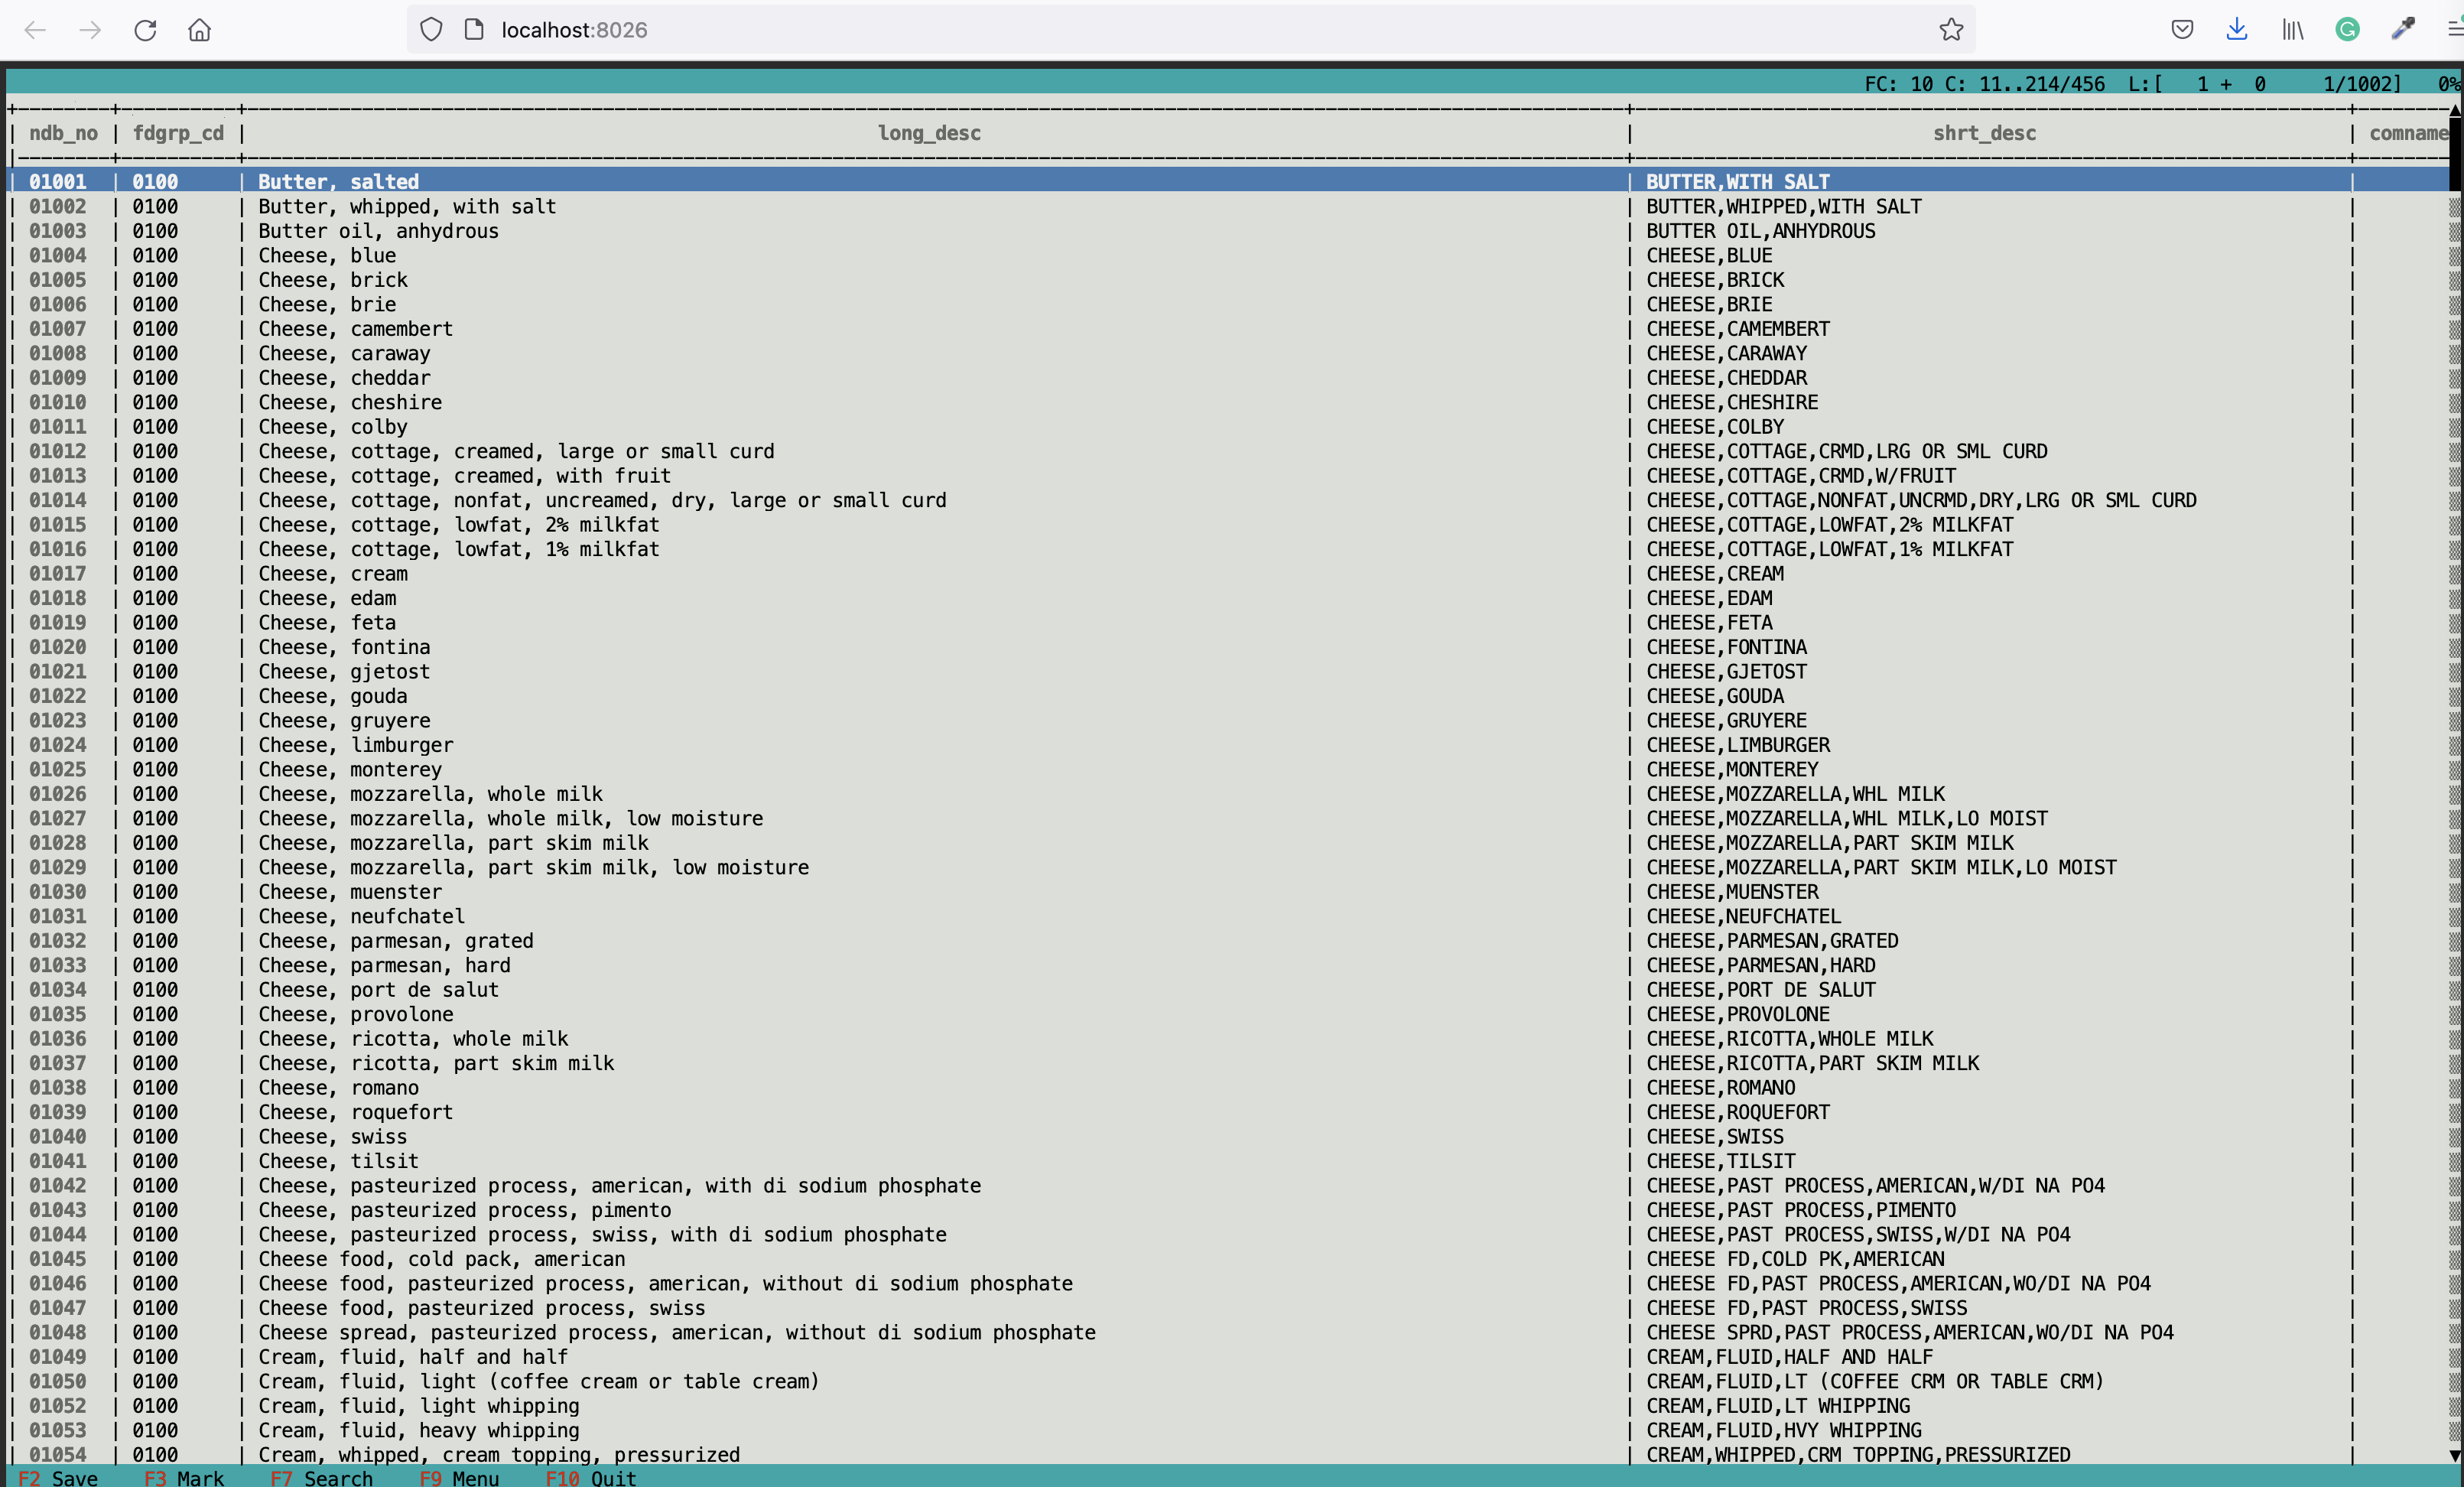 localhost:8026
FC: 10 C: 11..214/456 L:[ 1 + 0 1/1002] 0%
| ndb_no | fdgrp_cd | long_desc | shrt_desc | comname
| 01001 | 0100 | Butter, salted | BUTTER,WITH SALT |
| 01002 | 0100 | Butter, whipped, with salt | BUTTER,WHIPPED,WITH SALT |
| 01003 | 0100 | Butter oil, anhydrous | BUTTER OIL,ANHYDROUS |
| 01004 | 0100 | Cheese, blue | CHEESE,BLUE |
| 01005 | 0100 | Cheese, brick | CHEESE,BRICK |
| 01006 | 0100 | Cheese, brie | CHEESE,BRIE |
| 01007 | 0100 | Cheese, camembert | CHEESE,CAMEMBERT |
| 01008 | 0100 | Cheese, caraway | CHEESE,CARAWAY |
| 01009 | 0100 | Cheese, cheddar | CHEESE,CHEDDAR |
| 01010 | 0100 | Cheese, cheshire | CHEESE,CHESHIRE |
| 01011 | 0100 | Cheese, colby | CHEESE,COLBY |
| 01012 | 0100 | Cheese, cottage, creamed, large or small curd | CHEESE,COTTAGE,CRMD,LRG OR SML CURD |
| 01013 | 0100 | Cheese, cottage, creamed, with fruit | CHEESE,COTTAGE,CRMD,W/FRUIT |
| 01014 | 0100 | Cheese, cottage, nonfat, uncreamed, dry, large or small curd | CHEESE,COTTAGE,NONFAT,UNCRMD,DRY,LRG OR SML CURD |
| 01015 | 0100 | Cheese, cottage, lowfat, 2% milkfat | CHEESE,COTTAGE,LOWFAT,2% MILKFAT |
| 01016 | 0100 | Cheese, cottage, lowfat, 1% milkfat | CHEESE,COTTAGE,LOWFAT,1% MILKFAT |
| 01017 | 0100 | Cheese, cream | CHEESE,CREAM |
| 01018 | 0100 | Cheese, edam | CHEESE,EDAM |
| 01019 | 0100 | Cheese, feta | CHEESE,FETA |
| 01020 | 0100 | Cheese, fontina | CHEESE,FONTINA |
| 01021 | 0100 | Cheese, gjetost | CHEESE,GJETOST |
| 01022 | 0100 | Cheese, gouda | CHEESE,GOUDA |
| 01023 | 0100 | Cheese, gruyere | CHEESE,GRUYERE |
| 01024 | 0100 | Cheese, limburger | CHEESE,LIMBURGER |
| 01025 | 0100 | Cheese, monterey | CHEESE,MONTEREY |
| 01026 | 0100 | Cheese, mozzarella, whole milk | CHEESE,MOZZARELLA,WHL MILK |
| 01027 | 0100 | Cheese, mozzarella, whole milk, low moisture | CHEESE,MOZZARELLA,WHL MILK,LO MOIST |
| 01028 | 0100 | Cheese, mozzarella, part skim milk | CHEESE,MOZZARELLA,PART SKIM MILK |
| 01029 | 0100 | Cheese, mozzarella, part skim milk, low moisture | CHEESE,MOZZARELLA,PART SKIM MILK,LO MOIST |
| 01030 | 0100 | Cheese, muenster | CHEESE,MUENSTER |
| 01031 | 0100 | Cheese, neufchatel | CHEESE,NEUFCHATEL |
| 01032 | 0100 | Cheese, parmesan, grated | CHEESE,PARMESAN,GRATED |
| 01033 | 0100 | Cheese, parmesan, hard | CHEESE,PARMESAN,HARD |
| 01034 | 0100 | Cheese, port de salut | CHEESE,PORT DE SALUT |
| 01035 | 0100 | Cheese, provolone | CHEESE,PROVOLONE |
| 01036 | 0100 | Cheese, ricotta, whole milk | CHEESE,RICOTTA,WHOLE MILK |
| 01037 | 0100 | Cheese, ricotta, part skim milk | CHEESE,RICOTTA,PART SKIM MILK |
| 01038 | 0100 | Cheese, romano | CHEESE,ROMANO |
| 01039 | 0100 | Cheese, roquefort | CHEESE,ROQUEFORT |
| 01040 | 0100 | Cheese, swiss | CHEESE,SWISS |
| 01041 | 0100 | Cheese, tilsit | CHEESE,TILSIT |
| 01042 | 0100 | Cheese, pasteurized process, american, with di sodium phosphate | CHEESE,PAST PROCESS,AMERICAN,W/DI NA PO4 |
| 01043 | 0100 | Cheese, pasteurized process, pimento | CHEESE,PAST PROCESS,PIMENTO |
| 01044 | 0100 | Cheese, pasteurized process, swiss, with di sodium phosphate | CHEESE,PAST PROCESS,SWISS,W/DI NA PO4 |
| 01045 | 0100 | Cheese food, cold pack, american | CHEESE FD,COLD PK,AMERICAN |
| 01046 | 0100 | Cheese food, pasteurized process, american, without di sodium phosphate | CHEESE FD,PAST PROCESS,AMERICAN,WO/DI NA PO4 |
| 01047 | 0100 | Cheese food, pasteurized process, swiss | CHEESE FD,PAST PROCESS,SWISS |
| 01048 | 0100 | Cheese spread, pasteurized process, american, without di sodium phosphate | CHEESE SPRD,PAST PROCESS,AMERICAN,WO/DI NA PO4 |
| 01049 | 0100 | Cream, fluid, half and half | CREAM,FLUID,HALF AND HALF |
| 01050 | 0100 | Cream, fluid, light (coffee cream or table cream) | CREAM,FLUID,LT (COFFEE CRM OR TABLE CRM) |
| 01052 | 0100 | Cream, fluid, light whipping | CREAM,FLUID,LT WHIPPING |
| 01053 | 0100 | Cream, fluid, heavy whipping | CREAM,FLUID,HVY WHIPPING |
| 01054 | 0100 | Cream, whipped, cream topping, pressurized | CREAM,WHIPPED,CRM TOPPING,PRESSURIZED |
F2 Save F3 Mark F7 Search F9 Menu F10 Quit